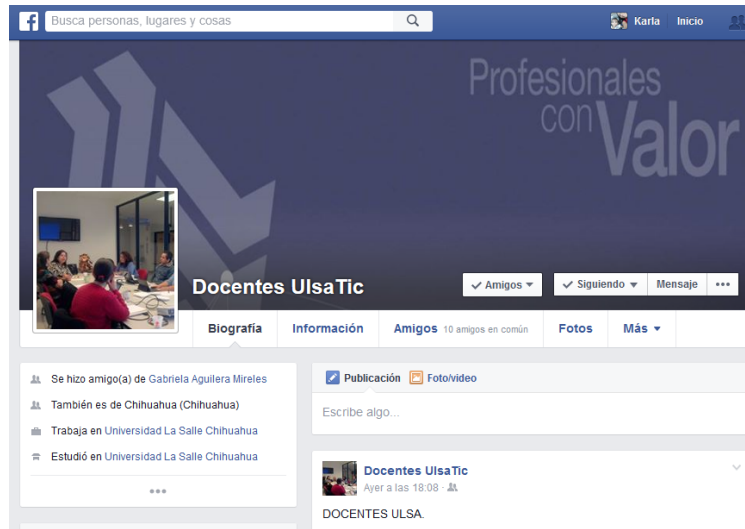 Busca personas, lugares y cosas
Karla Inicio
Profesionales
con Valor
Docentes UlsaTic
Amigos
Siguiendo
Mensaje
Biografía
Información
Amigos 10 amigos en común
Fotos
Más
Se hizo amigo(a) de Gabriela Aguilera Mireles
También es de Chihuahua (Chihuahua)
Trabaja en Universidad La Salle Chihuahua
Estudió en Universidad La Salle Chihuahua
Publicación Foto/video
Escribe algo...
Docentes UlsaTic
Ayer a las 18:08 ·
DOCENTES ULSA.